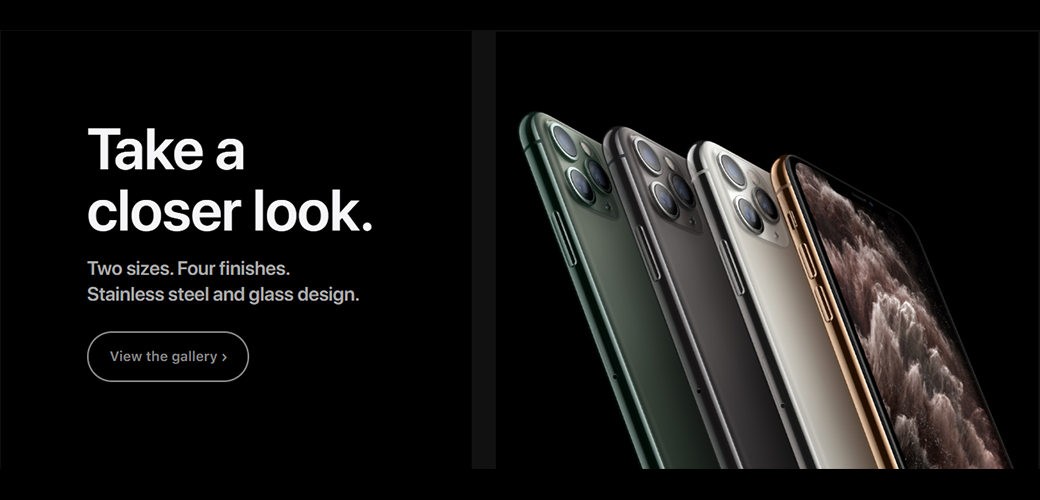 Take a
closer look.
Two sizes. Four finishes.
Stainless steel and glass design.
View the gallery ›